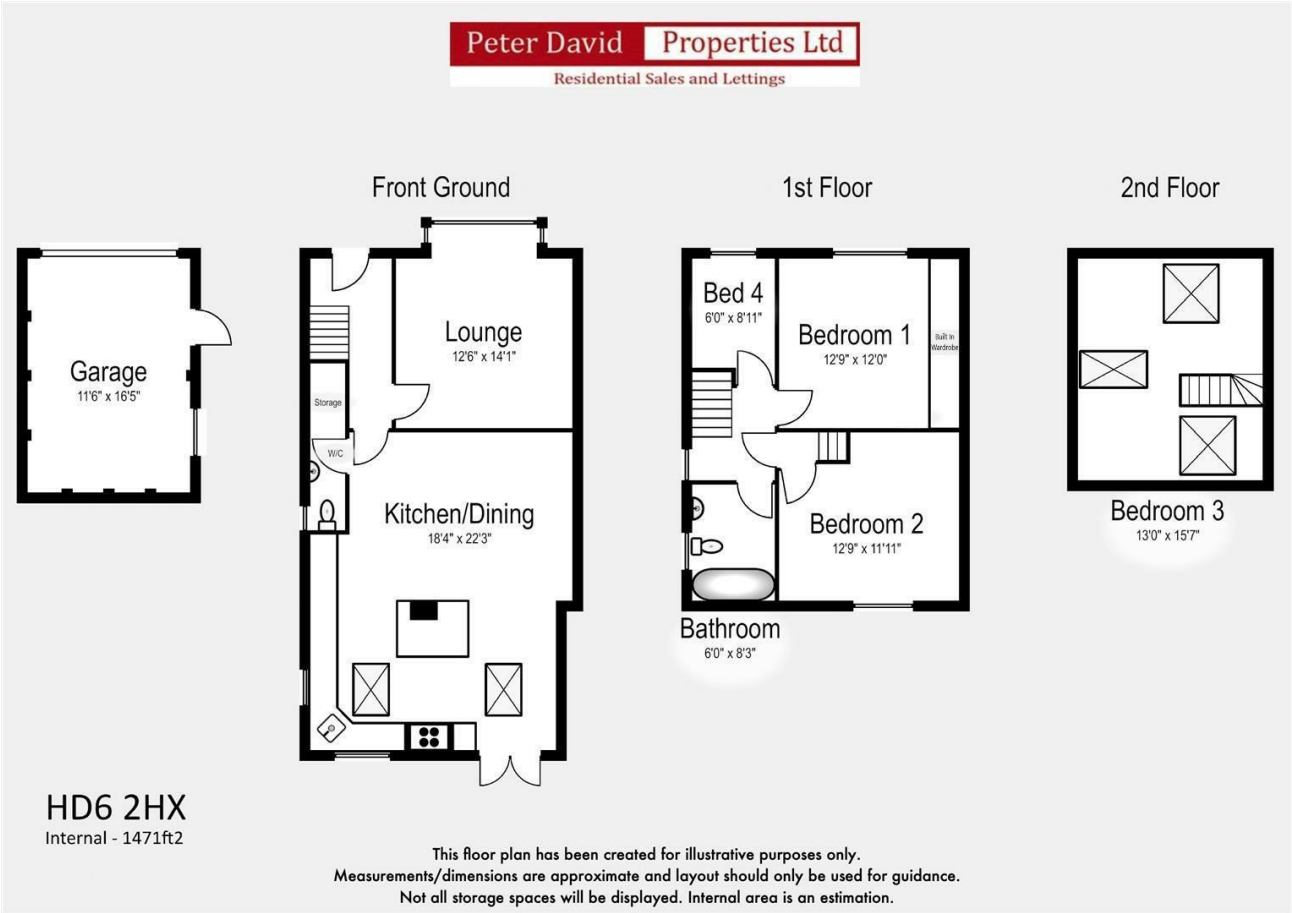 Peter David Properties Ltd
Residential Sales and Lettings
Front Ground
1st Floor
2nd Floor
Garage
11'6" x 16'5"
Lounge
12'6" x 14'1"
Storage
W/C
Kitchen/Dining
18'4" x 22'3"
Bed 4
6'0" x 8'11"
Bedroom 1
12'9" x 12'0"
Built In
Wardrobe
Bedroom 2
12'9" x 11'11"
Bathroom
6'0" x 8'3"
Bedroom 3
13'0" x 15'7"
HD6 2HX
Internal - 1471ft2
This floor plan has been created for illustrative purposes only.
Measurements/dimensions are approximate and layout should only be used for guidance.
Not all storage spaces will be displayed. Internal area is an estimation.